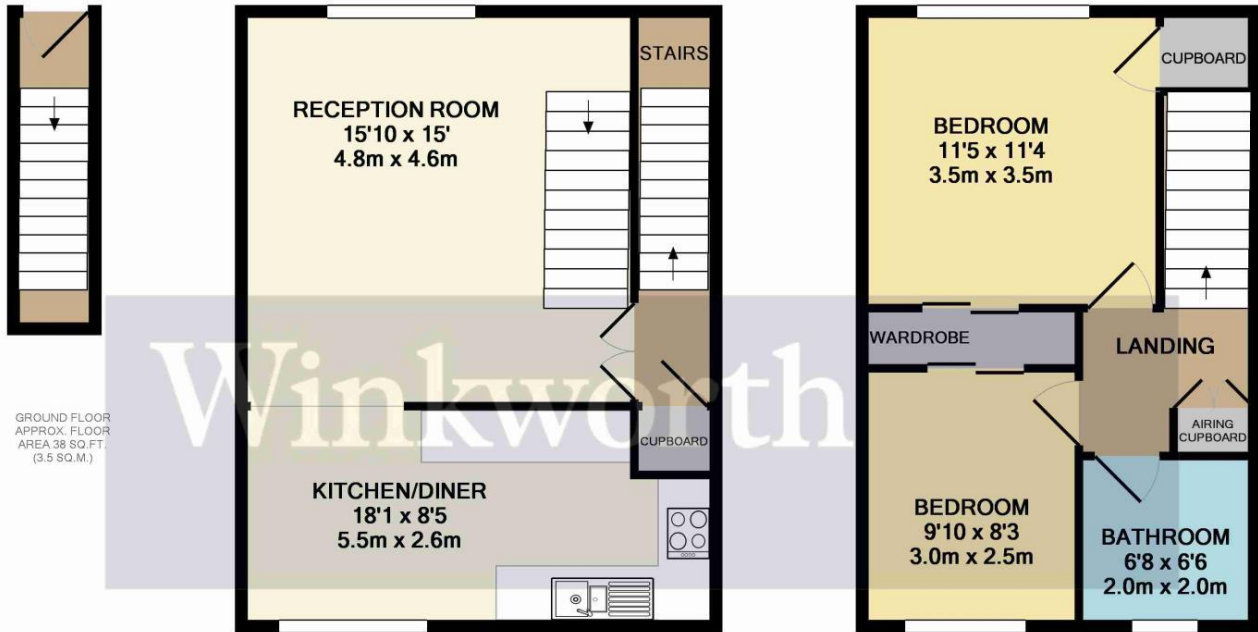 STAIRS
RECEPTION ROOM
15'10 x 15'
4.8m x 4.6m
CUPBOARD
KITCHEN/DINER
18'1 x 8'5
5.5m x 2.6m
GROUND FLOOR
APPROX. FLOOR
AREA 38 SQ.FT.
(3.5 SQ.M.)
Winkworth
CUPBOARD
BEDROOM
11'5 x 11'4
3.5m x 3.5m
WARDROBE
LANDING
AIRING
CUPBOARD
BEDROOM
9'10 x 8'3
3.0m x 2.5m
BATHROOM
6'8 x 6'6
2.0m x 2.0m